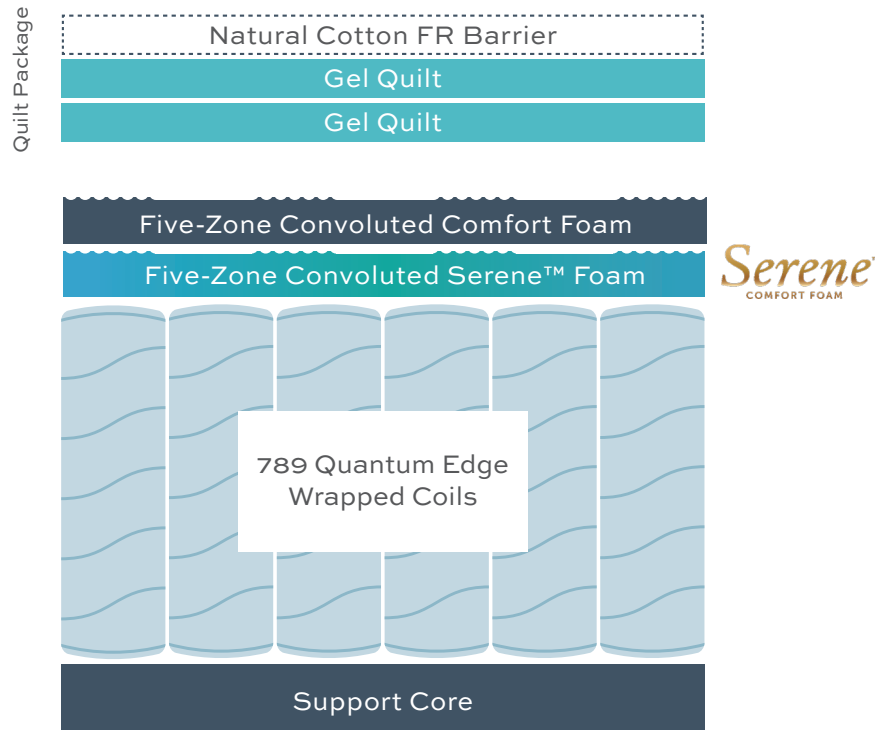 Quilt Package
Natural Cotton FR Barrier
Gel Quilt
Gel Quilt
Five-Zone Convoluted Comfort Foam
Five-Zone Convoluted Serene™ Foam
Serene
COMFORT FOAM
789 Quantum Edge
Wrapped Coils
Support Core